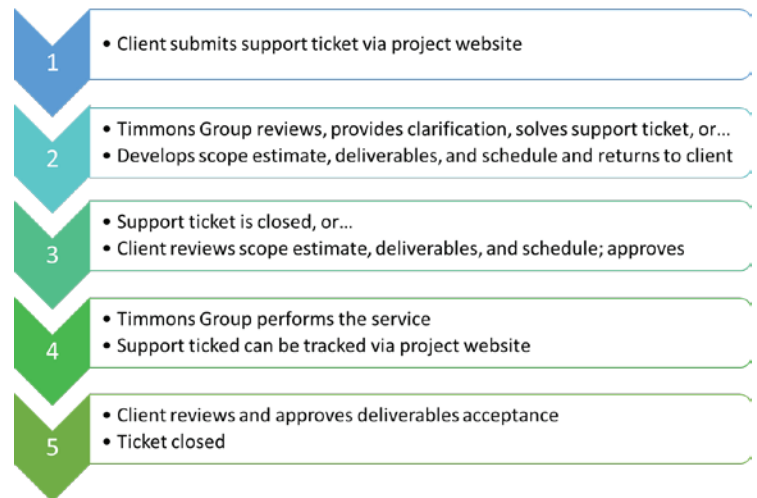 1
• Client submits support ticket via project website
2
• Timmons Group reviews, provides clarification, solves support ticket, or...
• Develops scope estimate, deliverables, and schedule and returns to client
3
• Support ticket is closed, or...
• Client reviews scope estimate, deliverables, and schedule; approves
4
• Timmons Group performs the service
• Support ticked can be tracked via project website
5
• Client reviews and approves deliverables acceptance
• Ticket closed